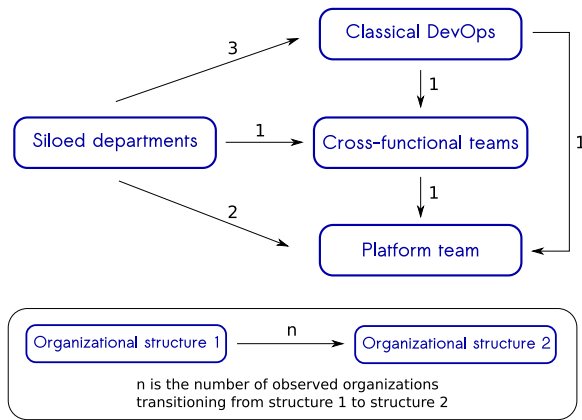 Classical DevOps
3
1
Siloed departments
1
Cross-functional teams
1
2
1
Platform team
Organizational structure 1
n
Organizational structure 2
n is the number of observed organizations
transitioning from structure 1 to structure 2